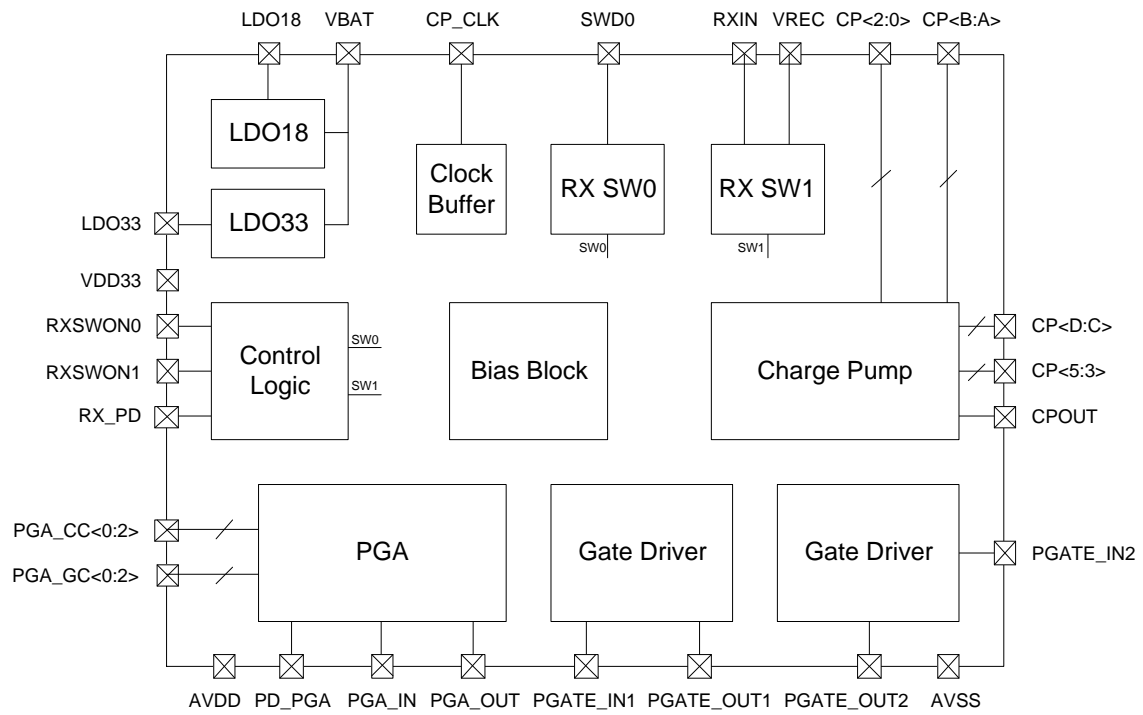 LDO18 VBAT CP_CLK SWD0 RXIN VREC CP<2:0> CP<B:A>
LDO18
Clock
Buffer
RX SW0
RX SW1
LDO33
LDO33
SW0
SW1
VDD33
RXSWON0
RXSWON1
RX_PD
Control
Logic
SW0
SW1
Bias Block
Charge Pump
CP<D:C>
CP<5:3>
CPOUT
PGA_CC<0:2>
PGA_GC<0:2>
PGA
Gate Driver
Gate Driver
PGATE_IN2
AVDD PD_PGA PGA_IN PGA_OUT PGATE_IN1 PGATE_OUT1 PGATE_OUT2 AVSS